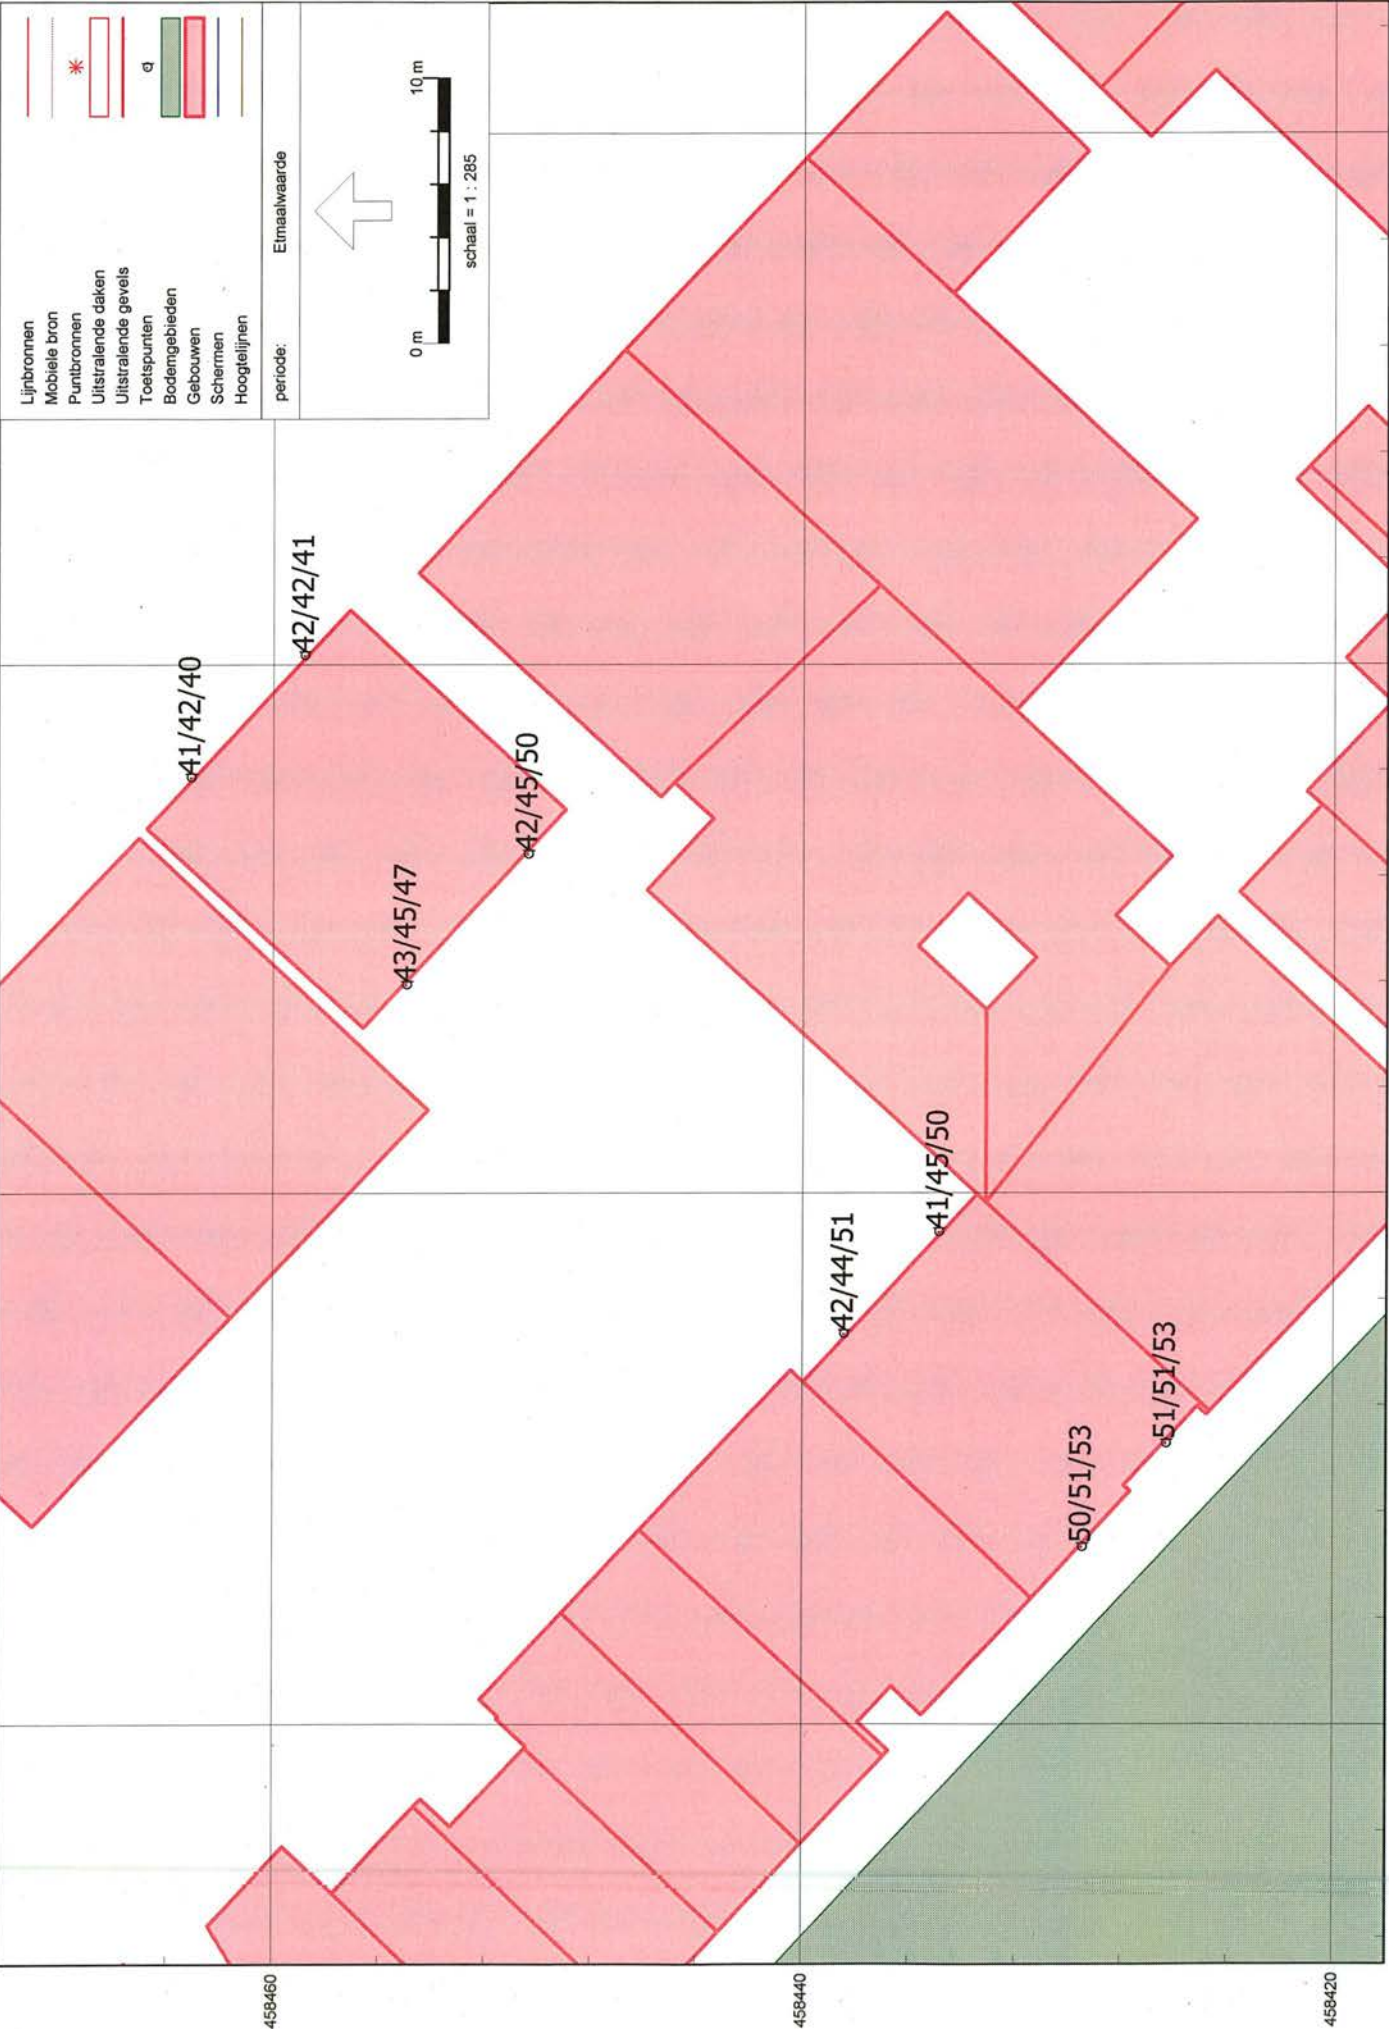 Lijnbronnen
Mobiele bron
Puntbronnen
Uitstralende daken
Uitstralende gevels
Toetspunten
Bodemgebieden
Gebouwen
Schermen
Hoogtelijnen
periode: Etmaalwaarde
0 m 10 m
schaal = 1 : 285
41/42/40
42/42/41
43/45/47
42/45/50
42/44/51
41/45/50
50/51/53
51/51/53
458460
458440
458420